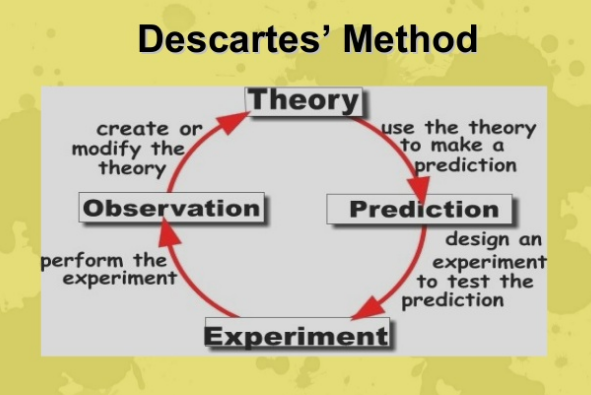 Descartes' Method
Theory
create or
modify the
theory
use the theory
to make a
prediction
Observation
Prediction
perform the
experiment
design an
experiment
to test the
prediction
Experiment